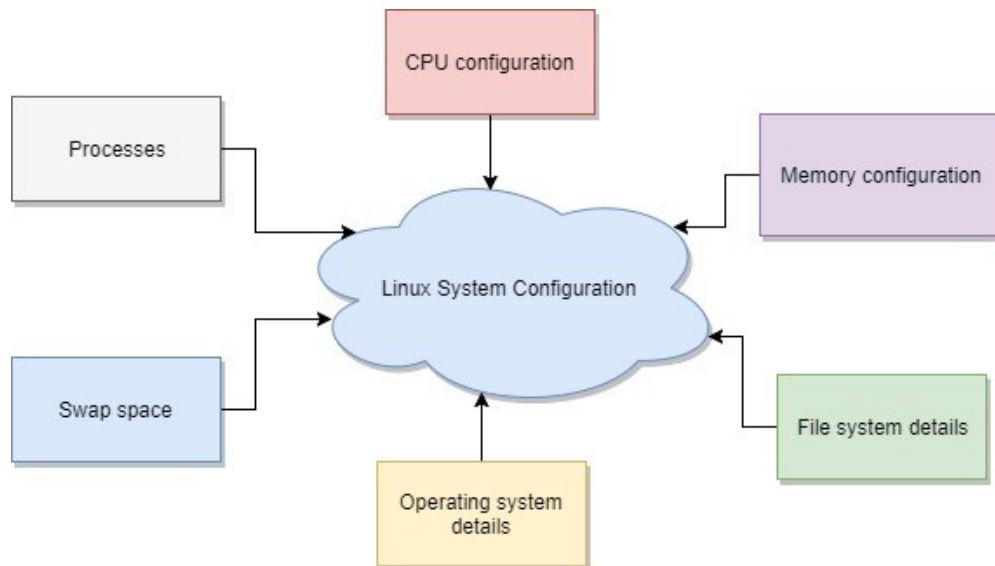 CPU configuration
Processes
Memory configuration
Linux System Configuration
Swap space
File system details
Operating system
details